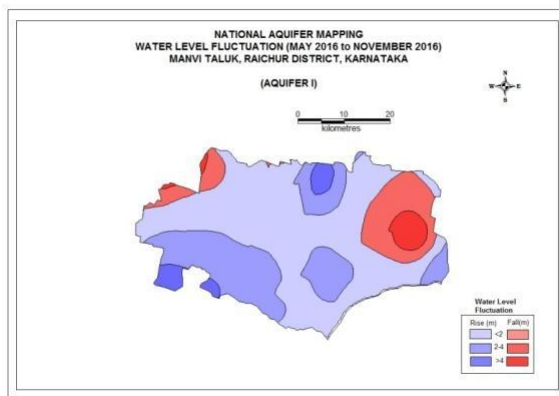 NATIONAL AQUIFER MAPPING
WATER LEVEL FLUCTUATION (MAY 2016 to NOVEMBER 2016)
MANVI TALUK, RAICHUR DISTRICT, KARNATAKA
(AQUIFER I)
N
W E
S
0 10 20
kilometres
Water Level
Fluctuation
Rise (m) Fall(m)
<2
2-4
>4